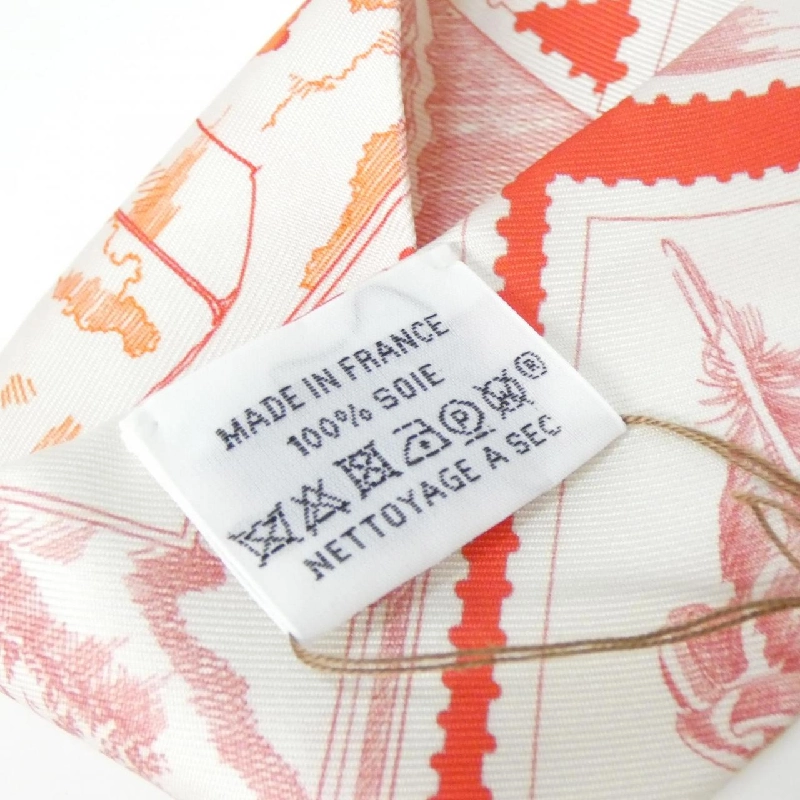 MADE IN FRANCE
100% SOIE
P W ®
NETTOYAGE A SEC